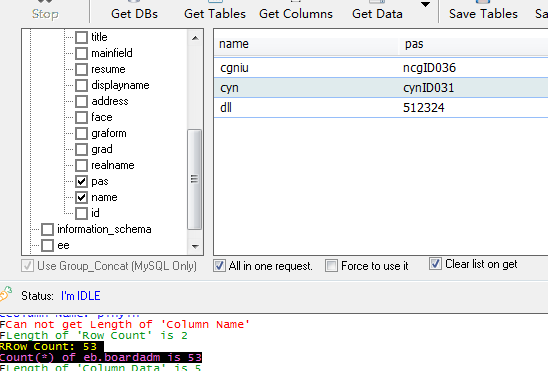 Stop Get DBs Get Tables Get Columns Get Data Save Tables Sa
title
mainfield
resume
displayname
address
face
graform
grad
realname
pas
name
id
information_schema
ee
Use Group_Concat (MySQL Only)
name pas
cgniu ncgID036
cyn cynID031
dll 512324
All in one request. Force to use it Clear list on get
Status: I'm IDLE
FCan not get Length of 'Column Name'
FLength of 'Row Count' is 2
RRow Count: 53
Count(*) of eb.boardadm is 53
FLength of 'Column Data' is 5